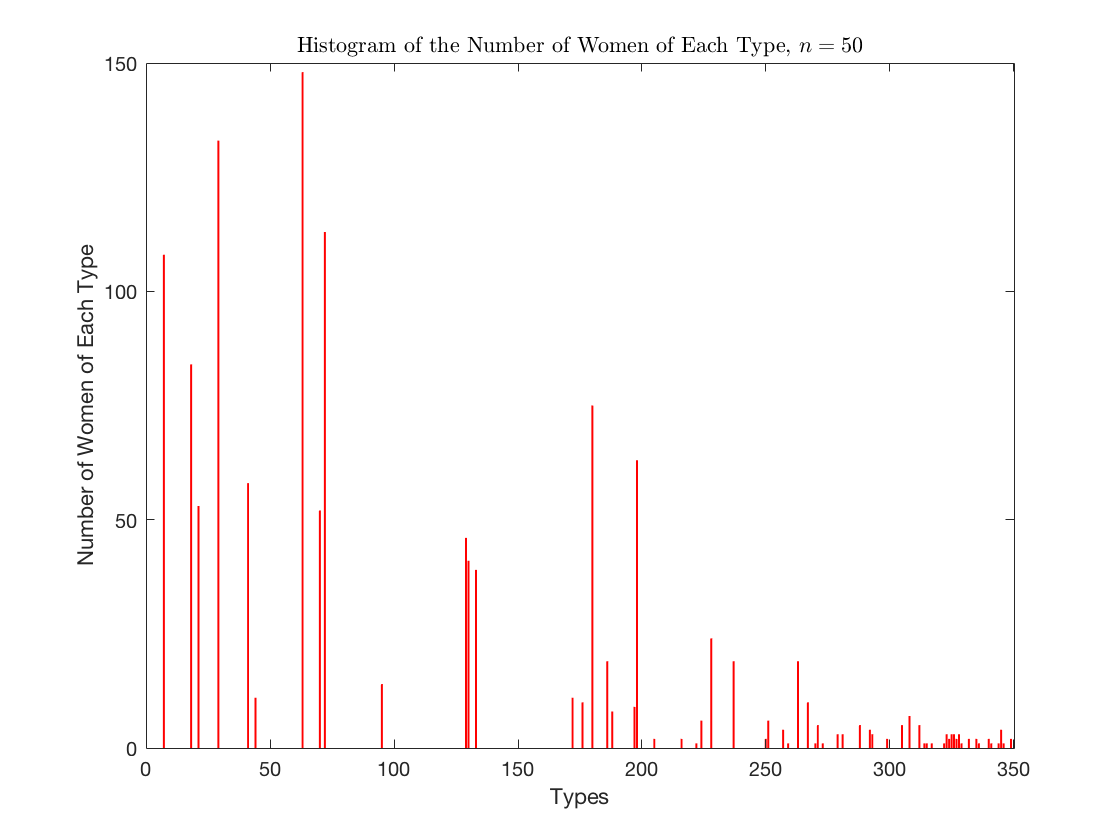 Histogram of the Number of Women of Each Type, n = 50
150
100
50
0
Number of Women of Each Type
0 50 100 150 200 250 300 350
Types